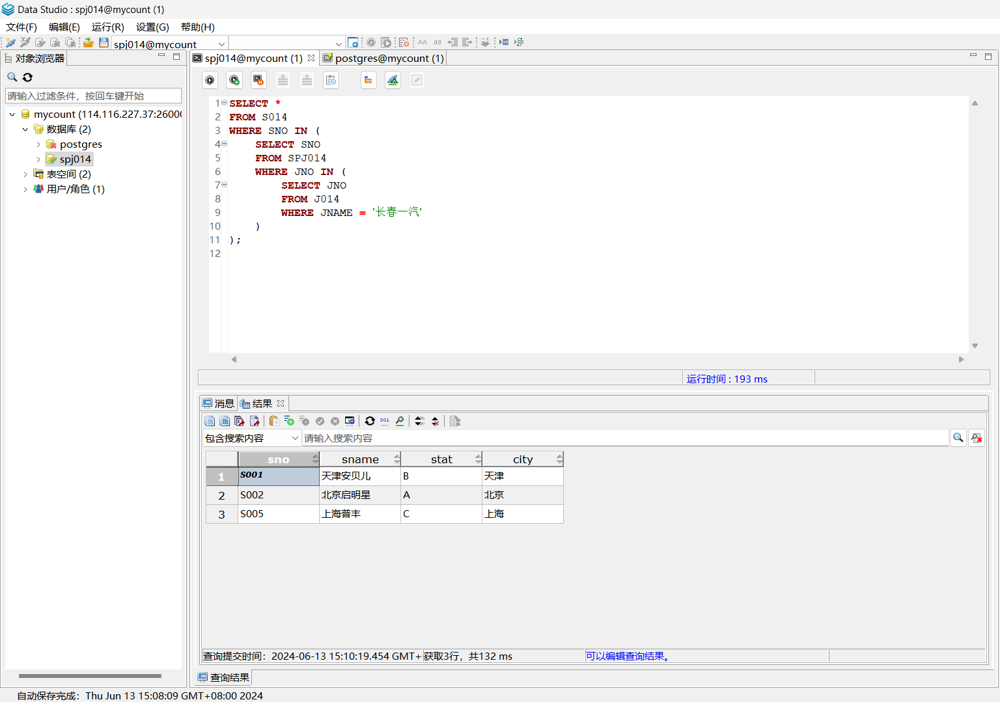 Data Studio : spj014@mycount (1)
文件(F) 编辑(E) 运行(R) 设置(G) 帮助(H)
spj014@mycount AA aa
对象浏览器
spj014@mycount (1) postgres@mycount (1)
请输入过滤条件，按回车键开始
mycount (114.116.227.37:26000
数据库 (2)
postgres
spj014
表空间 (2)
用户/角色 (1)
1 SELECT *
2 FROM S014
3 WHERE SNO IN (
4 SELECT SNO
5 FROM SPJ014
6 WHERE JNO IN (
7 SELECT JNO
8 FROM J014
9 WHERE JNAME = '长春一汽'
10 )
11 );
12
运行时间 : 193 ms
消息 结果
SQL
包含搜索内容 请输入搜索内容
sno sname stat city
1 S001 天津安贝儿 B 天津
2 S002 北京启明星 A 北京
3 S005 上海普丰 C 上海
查询提交时间：2024-06-13 15:10:19.454 GMT+ 获取3行，共132 ms 可以编辑查询结果。
查询结果
自动保存完成：Thu Jun 13 15:08:09 GMT+08:00 2024